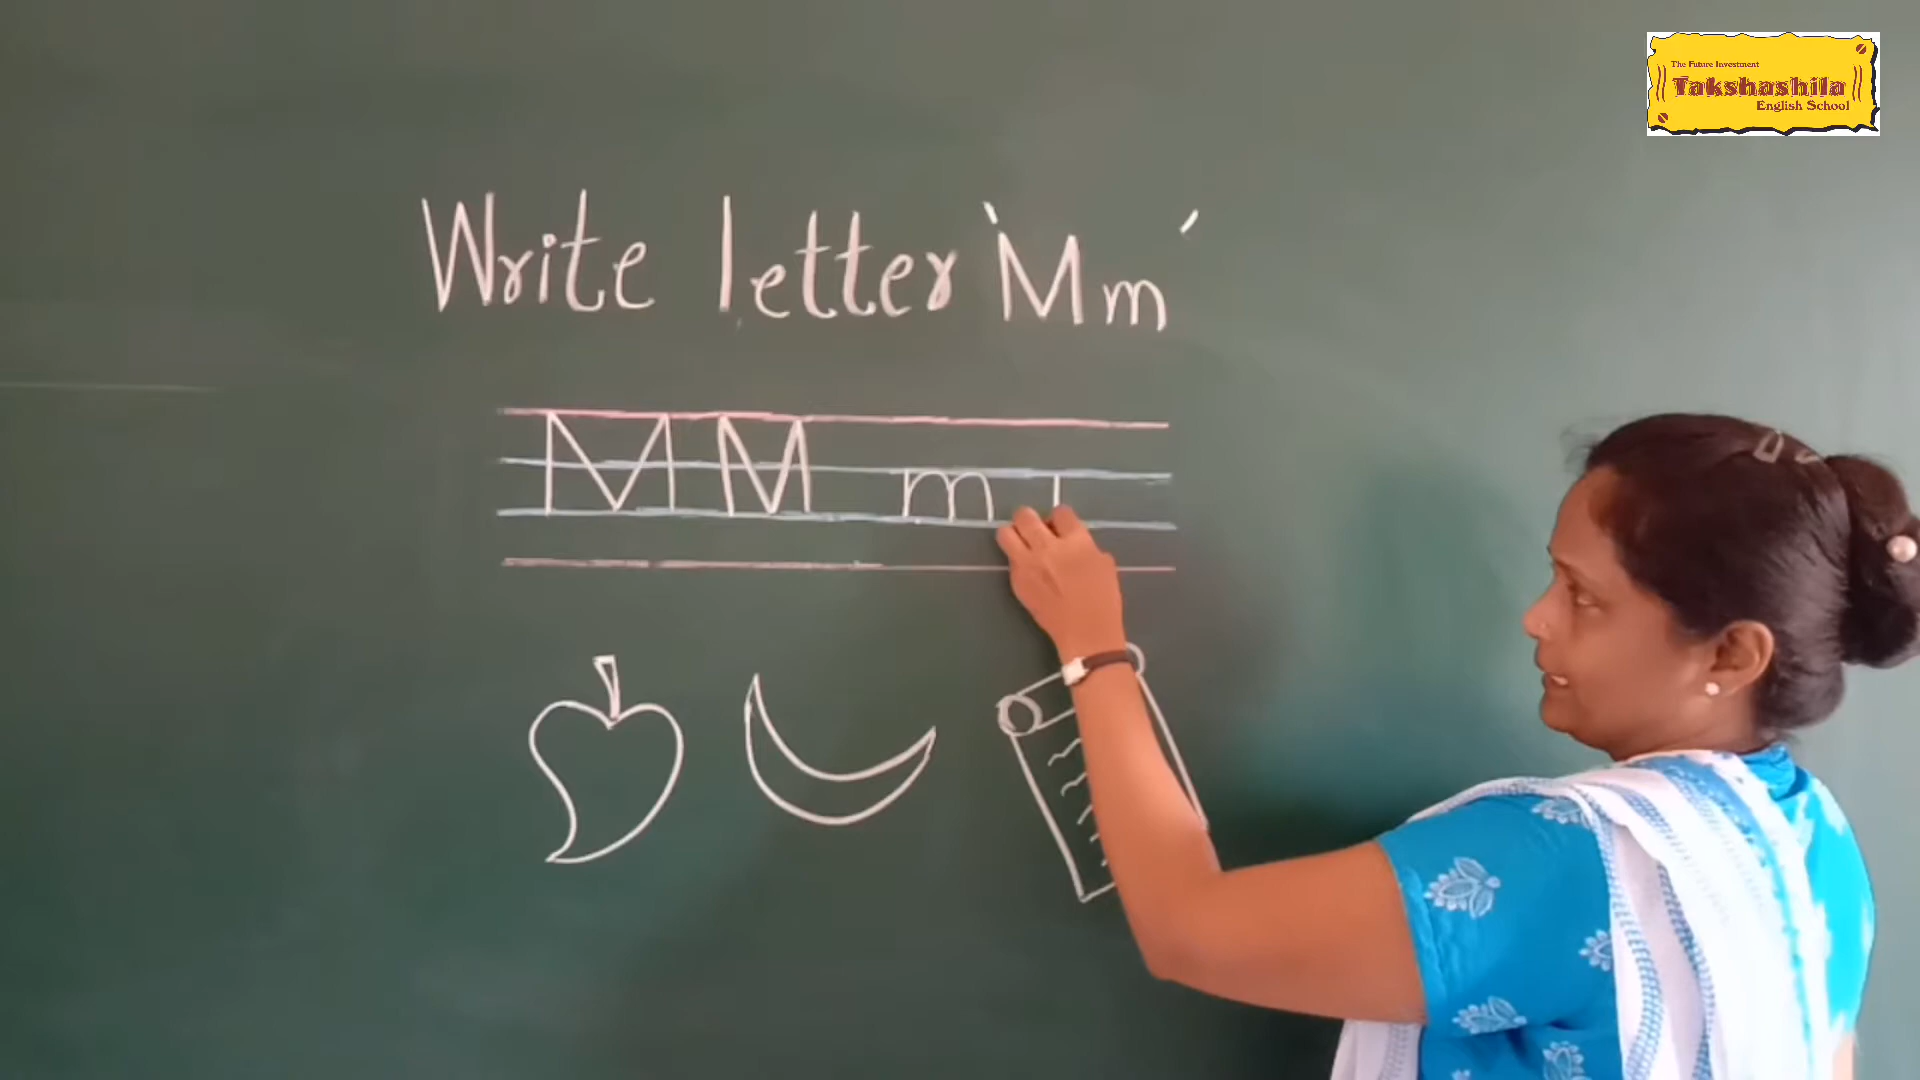 The Future Investment
Takshashila
English School
Write letter 'Mm'
M M m